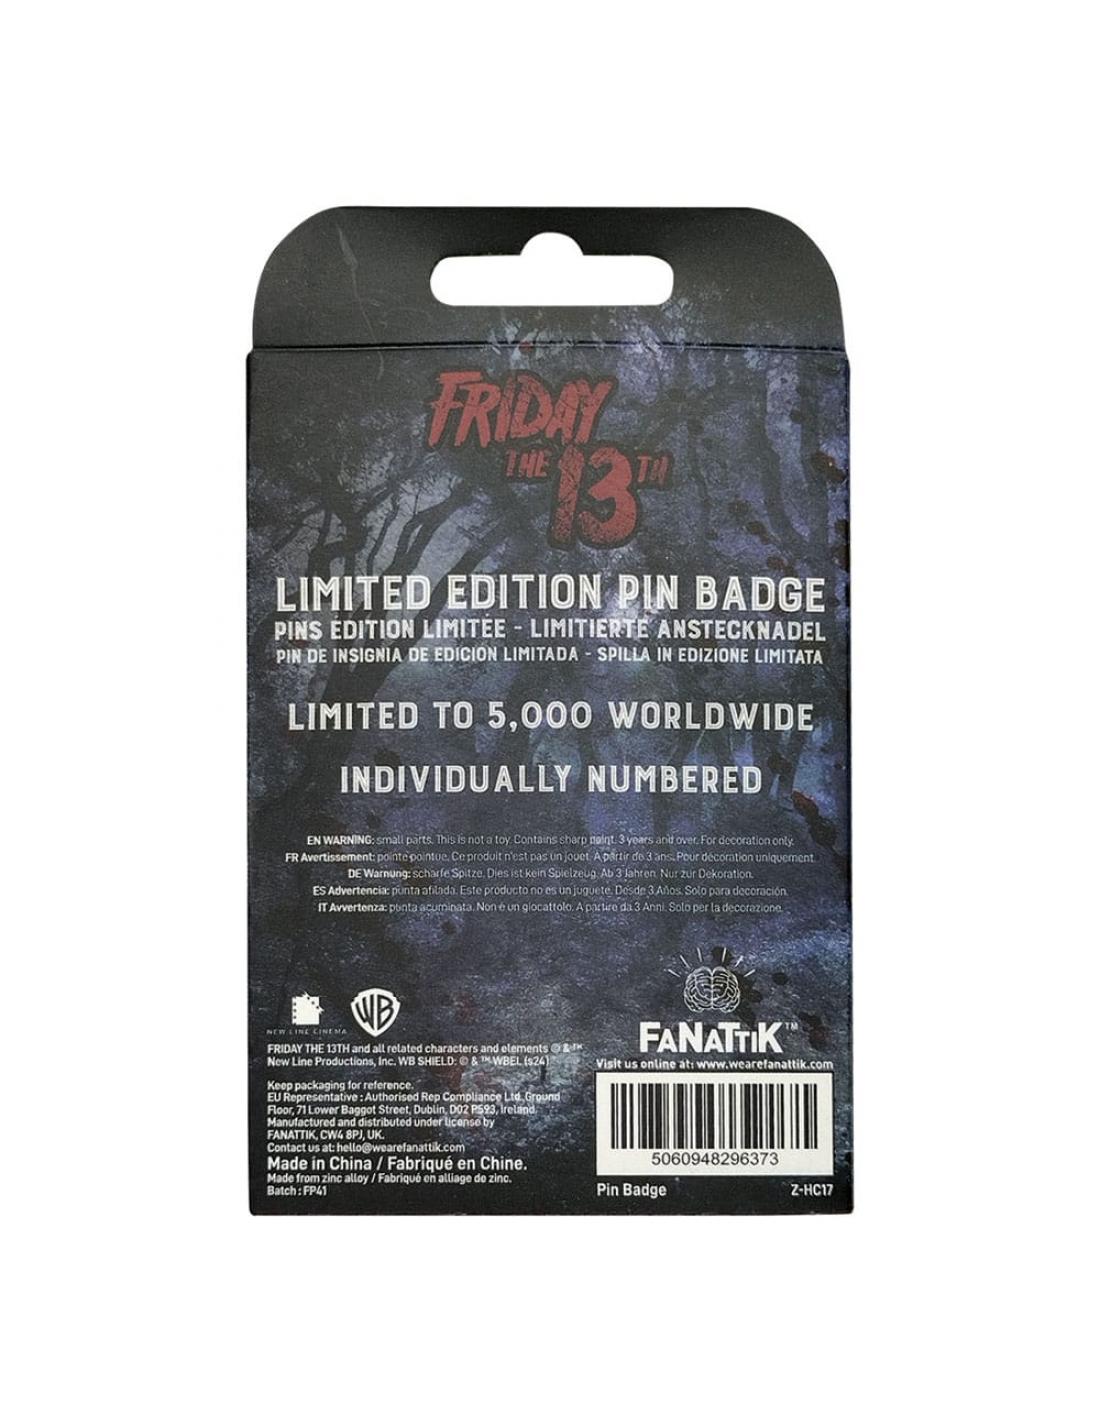 FRIDAY
THE 13TH
LIMITED EDITION PIN BADGE
PINS ÉDITION LIMITÉE - LIMITIERTE ANSTECKNADEL
PIN DE INSIGNIA DE EDICIÓN LIMITADA - SPILLA IN EDIZIONE LIMITATA
LIMITED TO 5,000 WORLDWIDE
INDIVIDUALLY NUMBERED
EN WARNING: small parts. This is not a toy. Contains sharp point. 3 years and over. For decoration only.
FR Avertissement: pointe pointue. Ce produit n'est pas un jouet. À partir de 3 ans. Pour décoration uniquement.
DE Warnung: scharfe Spitze. Dies ist kein Spielzeug. Ab 3 Jahren. Nur zur Dekoration.
ES Advertencia: punta afilada. Este producto no es un juguete. Desde 3 Años. Solo para decoración.
IT Avvertenza: punta acuminata. Non è un giocattolo. A partire da 3 Anni. Solo per la decorazione.
NEW LINE CINEMA
WB
FANATTIK™
FRIDAY THE 13TH and all related characters and elements © & ™
New Line Productions, Inc. WB SHIELD: © & ™ WBEI. (s24)
Visit us online at: www.wearefanattik.com
Keep packaging for reference.
EU Representative : Authorised Rep Compliance Ltd. Ground
Floor, 71 Lower Baggot Street, Dublin, D02 P593, Ireland
Manufactured and distributed under license by
FANATTIK, CW4 8PJ, UK.
Contact us at: hello@wearefanattik.com
Made in China / Fabriqué en Chine.
Made from zinc alloy / Fabriqué en alliage de zinc.
Batch : FP41
5060948296373
Pin Badge Z-HC17